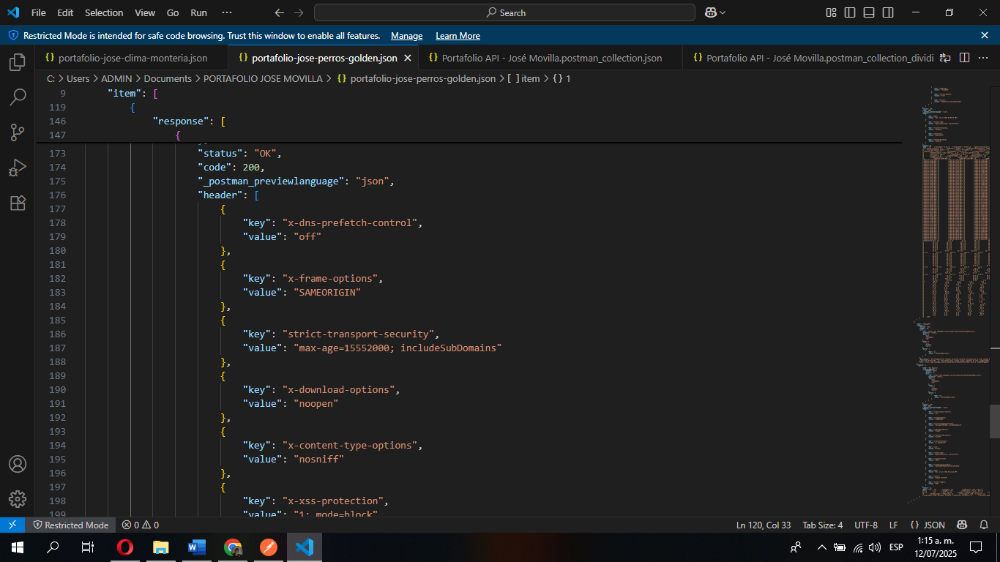 File Edit Selection View Go Run ··· Search
Restricted Mode is intended for safe code browsing. Trust this window to enable all features. Manage Learn More
{} portafolio-jose-clima-monteria.json {} portafolio-jose-perros-golden.json {} Portafolio API - José Movilla.postman_collection.json {} Portafolio API - José Movilla.postman_collection_dividi
C: > Users > ADMIN > Documents > PORTAFOLIO JOSE MOVILLA > {} portafolio-jose-perros-golden.json > [ ] item > {} 1
9 "item": [
119 {
146 "response": [
147 {
173 "status": "OK",
174 "code": 200,
175 "_postman_previewlanguage": "json",
176 "header": [
177 {
178 "key": "x-dns-prefetch-control",
179 "value": "off"
180 },
181 {
182 "key": "x-frame-options",
183 "value": "SAMEORIGIN"
184 },
185 {
186 "key": "strict-transport-security",
187 "value": "max-age=15552000; includeSubDomains"
188 },
189 {
190 "key": "x-download-options",
191 "value": "noopen"
192 },
193 {
194 "key": "x-content-type-options",
195 "value": "nosniff"
196 },
197 {
198 "key": "x-xss-protection",
199 "value": "1; mode=block"
Restricted Mode 0 0 Ln 120, Col 33 Tab Size: 4 UTF-8 LF {} JSON
ESP 1:15 a. m.
12/07/2025